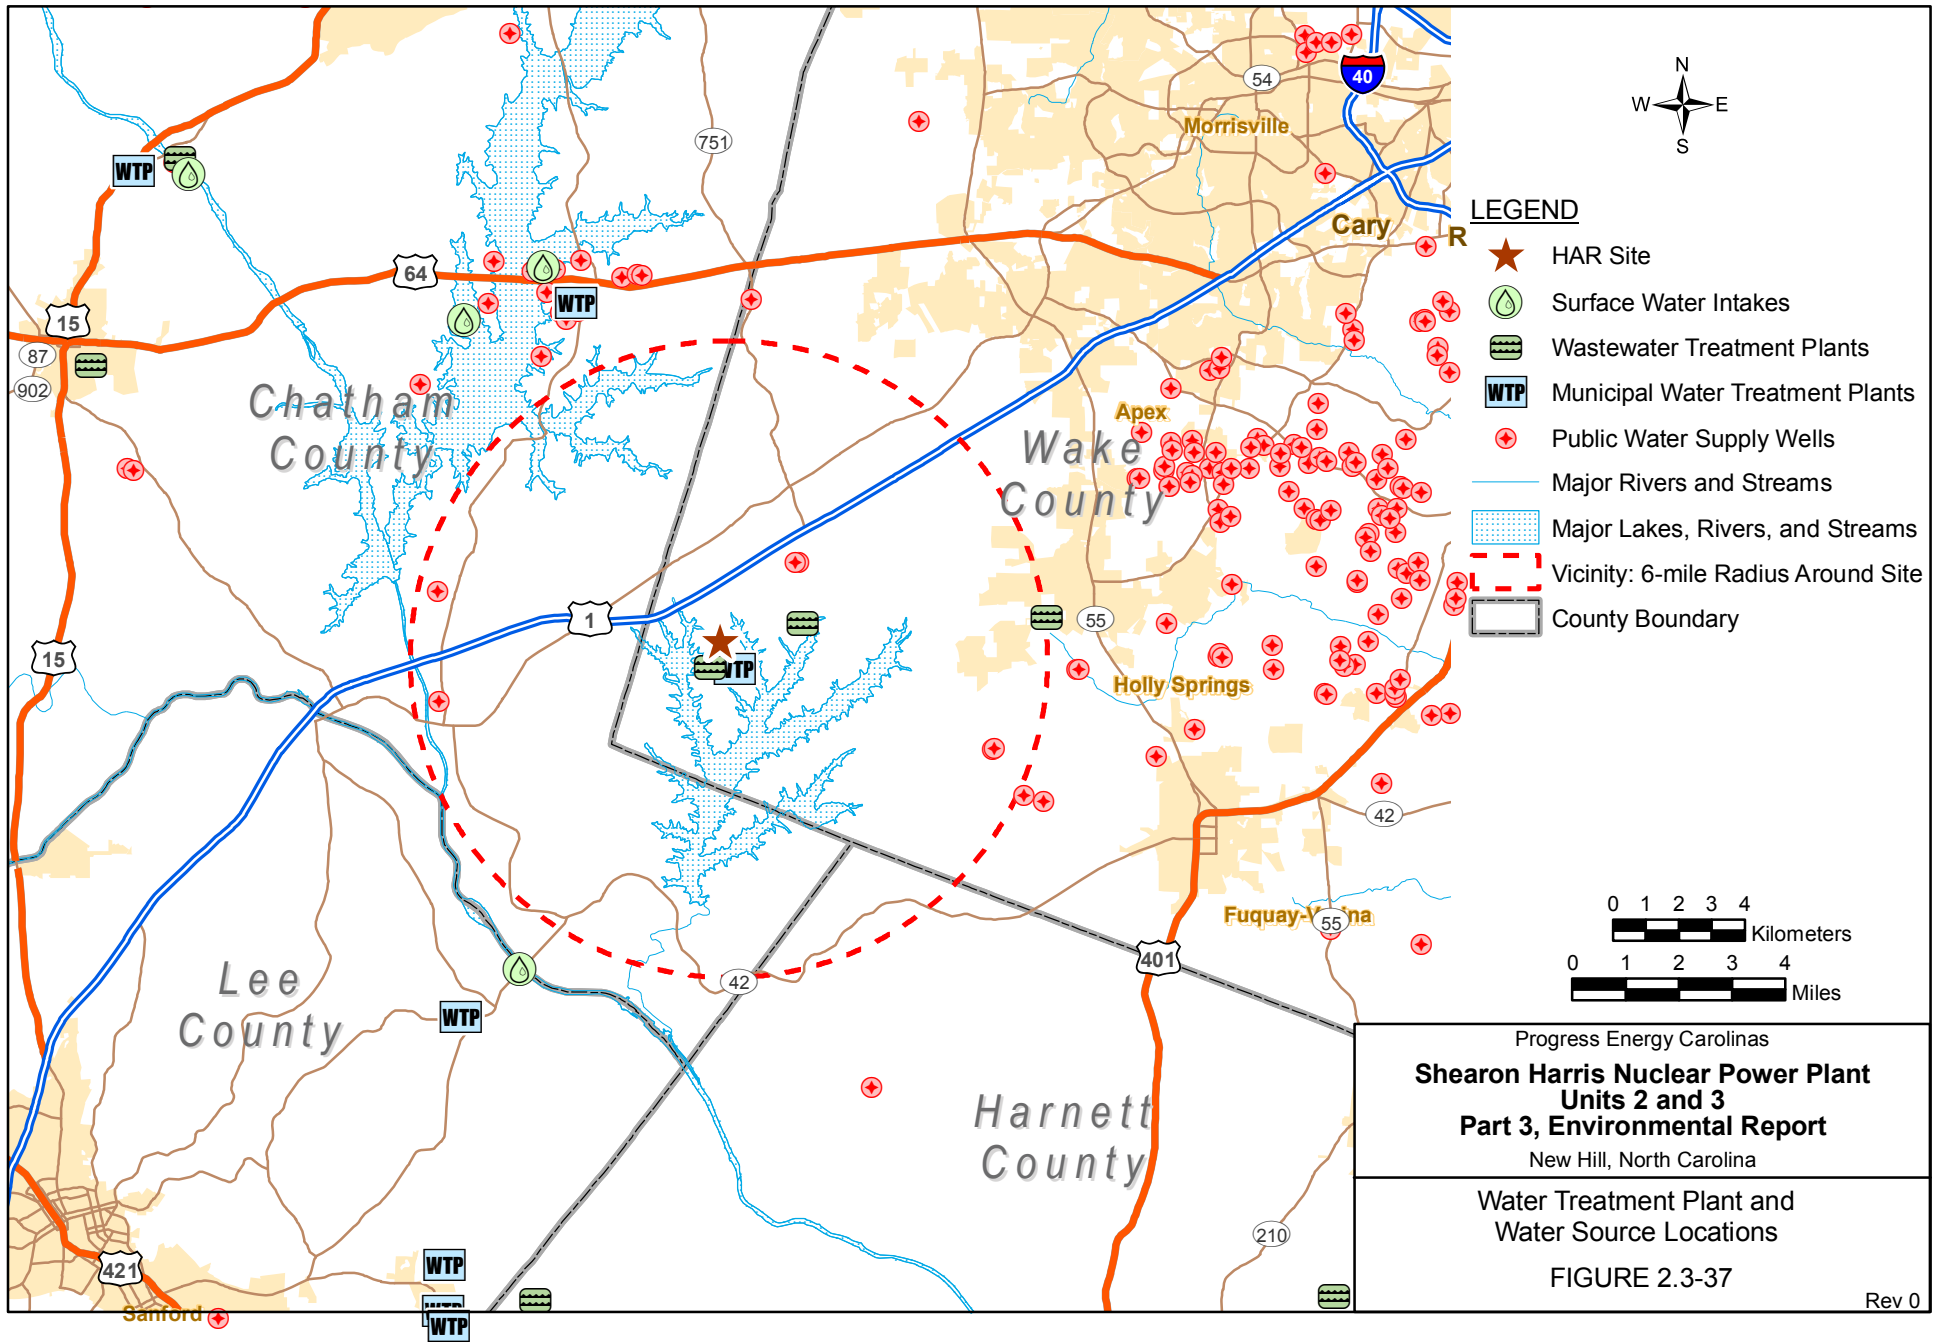 54
40
Morrisville
751
WTP
N
W E
S
Cary
R
64
WTP
15
87
902
Chatham
County
Apex
Wake
County
1
55
WTP
Holly Springs
15
42
Fuquay-Varina
55
401
42
Lee
County
WTP
Harnett
County
210
421
WTP
WTP
WTP
Sanford
LEGEND
HAR Site
Surface Water Intakes
Wastewater Treatment Plants
WTP Municipal Water Treatment Plants
Public Water Supply Wells
Major Rivers and Streams
Major Lakes, Rivers, and Streams
Vicinity: 6-mile Radius Around Site
County Boundary
0 1 2 3 4
Kilometers
0 1 2 3 4
Miles
Progress Energy Carolinas
Shearon Harris Nuclear Power Plant
Units 2 and 3
Part 3, Environmental Report
New Hill, North Carolina
Water Treatment Plant and
Water Source Locations
FIGURE 2.3-37
Rev 0